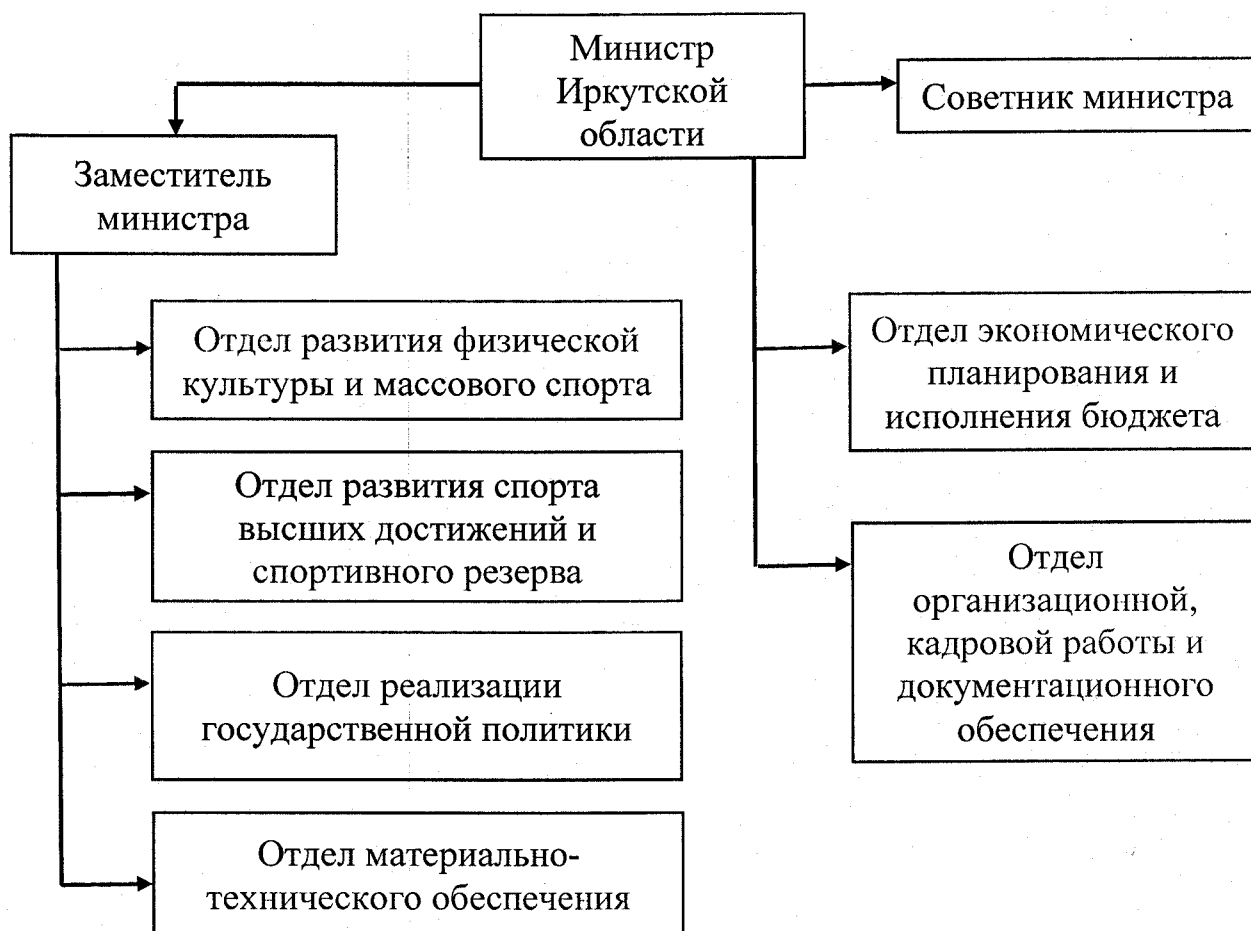 Министр
Иркутской
области
Советник министра
Заместитель
министра
Отдел развития физической
культуры и массового спорта
Отдел развития спорта
высших достижений и
спортивного резерва
Отдел реализации
государственной политики
Отдел материально-
технического обеспечения
Отдел экономического
планирования и
исполнения бюджета
Отдел
организационной,
кадровой работы и
документационного
обеспечения